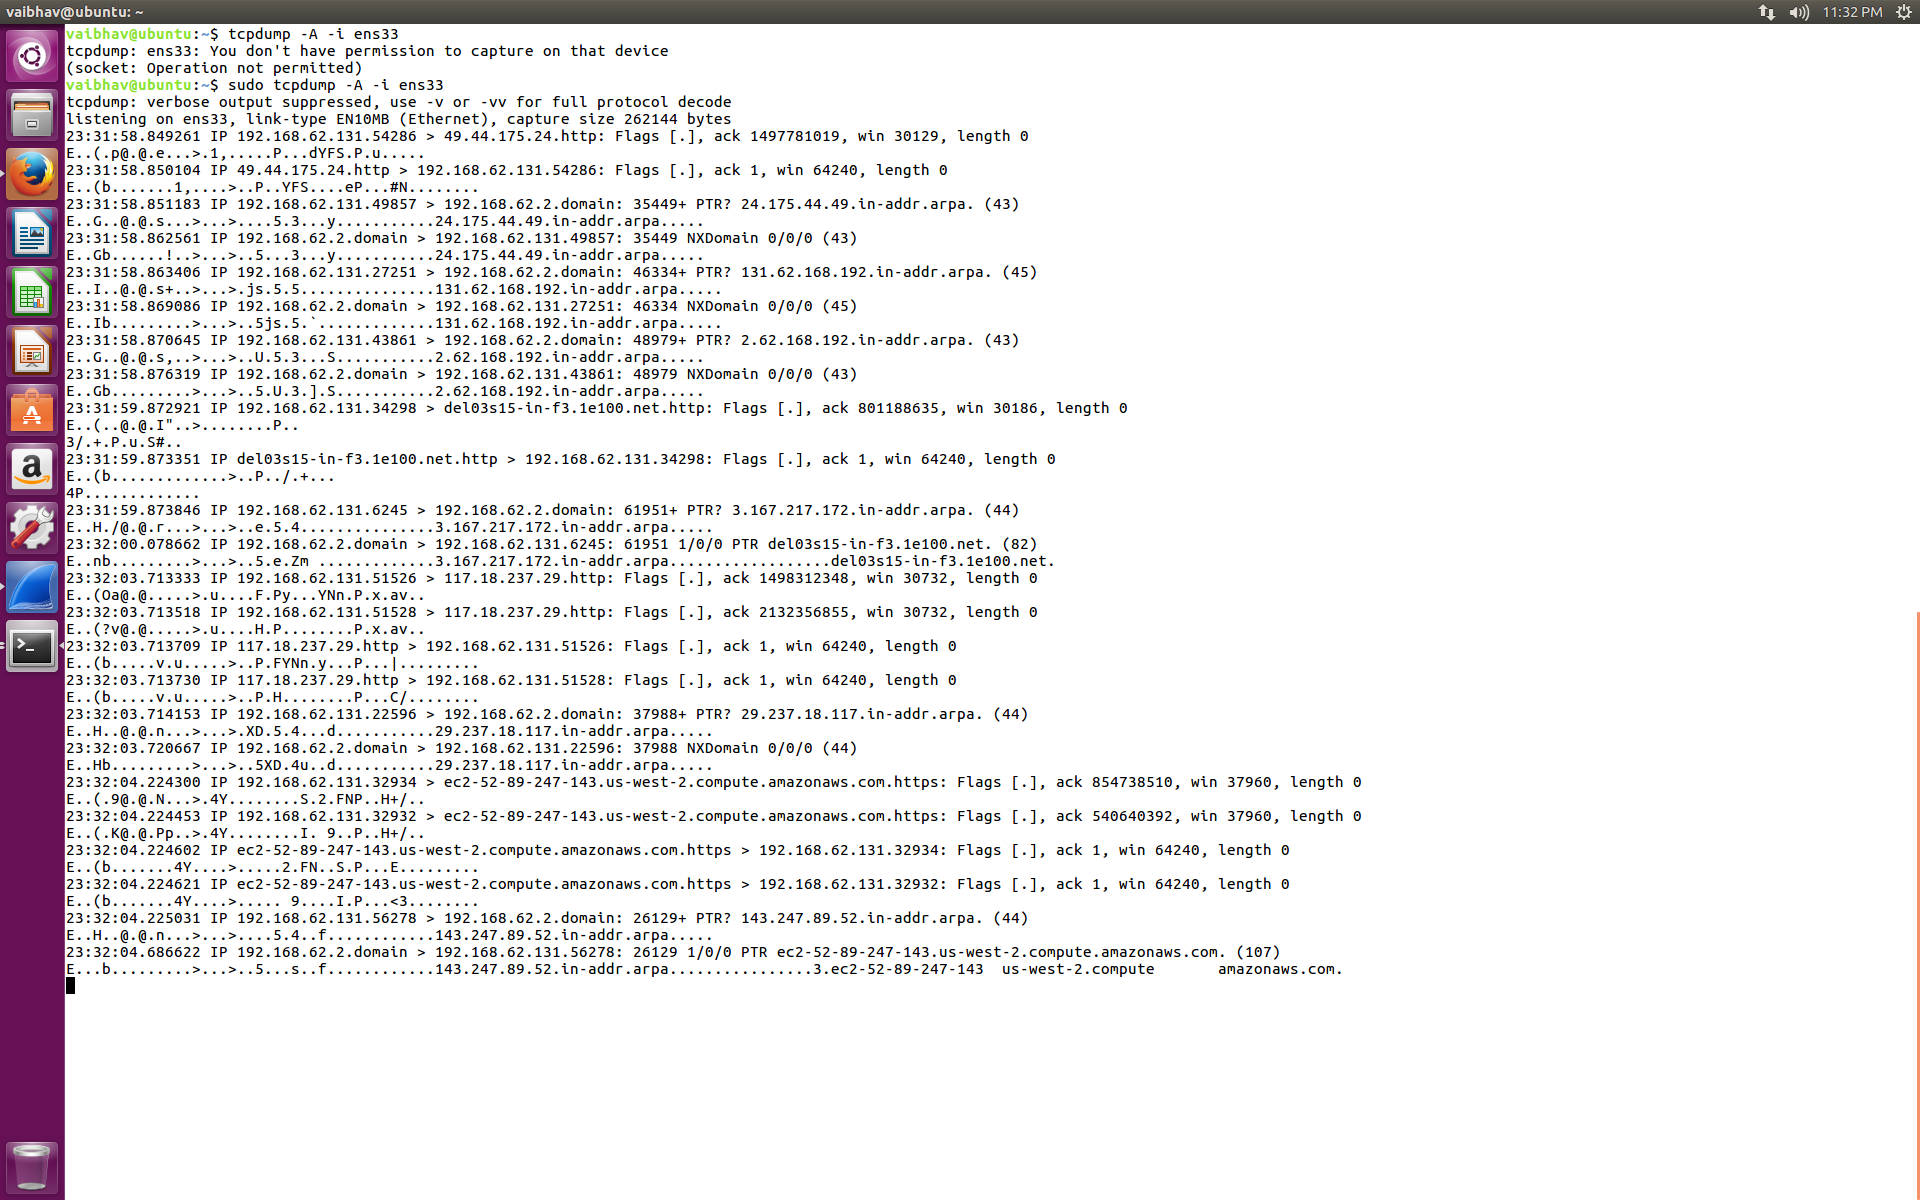 vaibhav@ubuntu: ~
11:32 PM
vaibhav@ubuntu:~$ tcpdump -A -i ens33
tcpdump: ens33: You don't have permission to capture on that device
(socket: Operation not permitted)
vaibhav@ubuntu:~$ sudo tcpdump -A -i ens33
tcpdump: verbose output suppressed, use -v or -vv for full protocol decode
listening on ens33, link-type EN10MB (Ethernet), capture size 262144 bytes
23:31:58.849261 IP 192.168.62.131.54286 > 49.44.175.24.http: Flags [.], ack 1497781019, win 30129, length 0
E..(.p@.@.e...>.1,.....P...dYFS.P.u.....
23:31:58.850104 IP 49.44.175.24.http > 192.168.62.131.54286: Flags [.], ack 1, win 64240, length 0
E..(b.......1,....>..P..YFS....eP...#N........
23:31:58.851183 IP 192.168.62.131.49857 > 192.168.62.2.domain: 35449+ PTR? 24.175.44.49.in-addr.arpa. (43)
E..G..@.@.s...>...>....5.3...y...........24.175.44.49.in-addr.arpa.....
23:31:58.862561 IP 192.168.62.2.domain > 192.168.62.131.49857: 35449 NXDomain 0/0/0 (43)
E..Gb......!..>...>..5...3...y...........24.175.44.49.in-addr.arpa.....
23:31:58.863406 IP 192.168.62.131.27251 > 192.168.62.2.domain: 46334+ PTR? 131.62.168.192.in-addr.arpa. (45)
E..I..@.@.s+..>...>.js.5.5...............131.62.168.192.in-addr.arpa.....
23:31:58.869086 IP 192.168.62.2.domain > 192.168.62.131.27251: 46334 NXDomain 0/0/0 (45)
E..Ib.........>...>..5js.5.`.............131.62.168.192.in-addr.arpa.....
23:31:58.870645 IP 192.168.62.131.43861 > 192.168.62.2.domain: 48979+ PTR? 2.62.168.192.in-addr.arpa. (43)
E..G..@.@.s,..>...>..U.5.3...S...........2.62.168.192.in-addr.arpa.....
23:31:58.876319 IP 192.168.62.2.domain > 192.168.62.131.43861: 48979 NXDomain 0/0/0 (43)
E..Gb.........>...>..5.U.3.].S...........2.62.168.192.in-addr.arpa.....
23:31:59.872921 IP 192.168.62.131.34298 > del03s15-in-f3.1e100.net.http: Flags [.], ack 801188635, win 30186, length 0
E..(..@.@.I"..>........P..
3/.+.P.u.S#..
23:31:59.873351 IP del03s15-in-f3.1e100.net.http > 192.168.62.131.34298: Flags [.], ack 1, win 64240, length 0
E..(b.............>..P../.+...
4P.............
23:31:59.873846 IP 192.168.62.131.6245 > 192.168.62.2.domain: 61951+ PTR? 3.167.217.172.in-addr.arpa. (44)
E..H./@.@.r...>...>..e.5.4...............3.167.217.172.in-addr.arpa.....
23:32:00.078662 IP 192.168.62.2.domain > 192.168.62.131.6245: 61951 1/0/0 PTR del03s15-in-f3.1e100.net. (82)
E..nb.........>...>..5.e.Zm .............3.167.217.172.in-addr.arpa..................del03s15-in-f3.1e100.net.
23:32:03.713333 IP 192.168.62.131.51526 > 117.18.237.29.http: Flags [.], ack 1498312348, win 30732, length 0
E..(Oa@.@.....>.u....F.Py...YNn.P.x.av..
23:32:03.713518 IP 192.168.62.131.51528 > 117.18.237.29.http: Flags [.], ack 2132356855, win 30732, length 0
E..(?v@.@.....>.u....H.P........P.x.av..
23:32:03.713709 IP 117.18.237.29.http > 192.168.62.131.51526: Flags [.], ack 1, win 64240, length 0
E..(b.....v.u.....>..P.FYNn.y...P...|.........
23:32:03.713730 IP 117.18.237.29.http > 192.168.62.131.51528: Flags [.], ack 1, win 64240, length 0
E..(b.....v.u.....>..P.H........P...C/........
23:32:03.714153 IP 192.168.62.131.22596 > 192.168.62.2.domain: 37988+ PTR? 29.237.18.117.in-addr.arpa. (44)
E..H..@.@.n...>...>.XD.5.4...d...........29.237.18.117.in-addr.arpa.....
23:32:03.720667 IP 192.168.62.2.domain > 192.168.62.131.22596: 37988 NXDomain 0/0/0 (44)
E..Hb.........>...>..5XD.4u..d...........29.237.18.117.in-addr.arpa.....
23:32:04.224300 IP 192.168.62.131.32934 > ec2-52-89-247-143.us-west-2.compute.amazonaws.com.https: Flags [.], ack 854738510, win 37960, length 0
E..(.9@.@.N...>.4Y........S.2.FNP..H+/..
23:32:04.224453 IP 192.168.62.131.32932 > ec2-52-89-247-143.us-west-2.compute.amazonaws.com.https: Flags [.], ack 540640392, win 37960, length 0
E..(.K@.@.Pp..>.4Y........I. 9..P..H+/..
23:32:04.224602 IP ec2-52-89-247-143.us-west-2.compute.amazonaws.com.https > 192.168.62.131.32934: Flags [.], ack 1, win 64240, length 0
E..(b.......4Y....>.....2.FN..S.P...E.........
23:32:04.224621 IP ec2-52-89-247-143.us-west-2.compute.amazonaws.com.https > 192.168.62.131.32932: Flags [.], ack 1, win 64240, length 0
E..(b.......4Y....>..... 9....I.P...<3........
23:32:04.225031 IP 192.168.62.131.56278 > 192.168.62.2.domain: 26129+ PTR? 143.247.89.52.in-addr.arpa. (44)
E..H..@.@.n...>...>....5.4..f............143.247.89.52.in-addr.arpa.....
23:32:04.686622 IP 192.168.62.2.domain > 192.168.62.131.56278: 26129 1/0/0 PTR ec2-52-89-247-143.us-west-2.compute.amazonaws.com. (107)
E...b.........>...>..5...s..f............143.247.89.52.in-addr.arpa................3.ec2-52-89-247-143  us-west-2.compute       amazonaws.com.